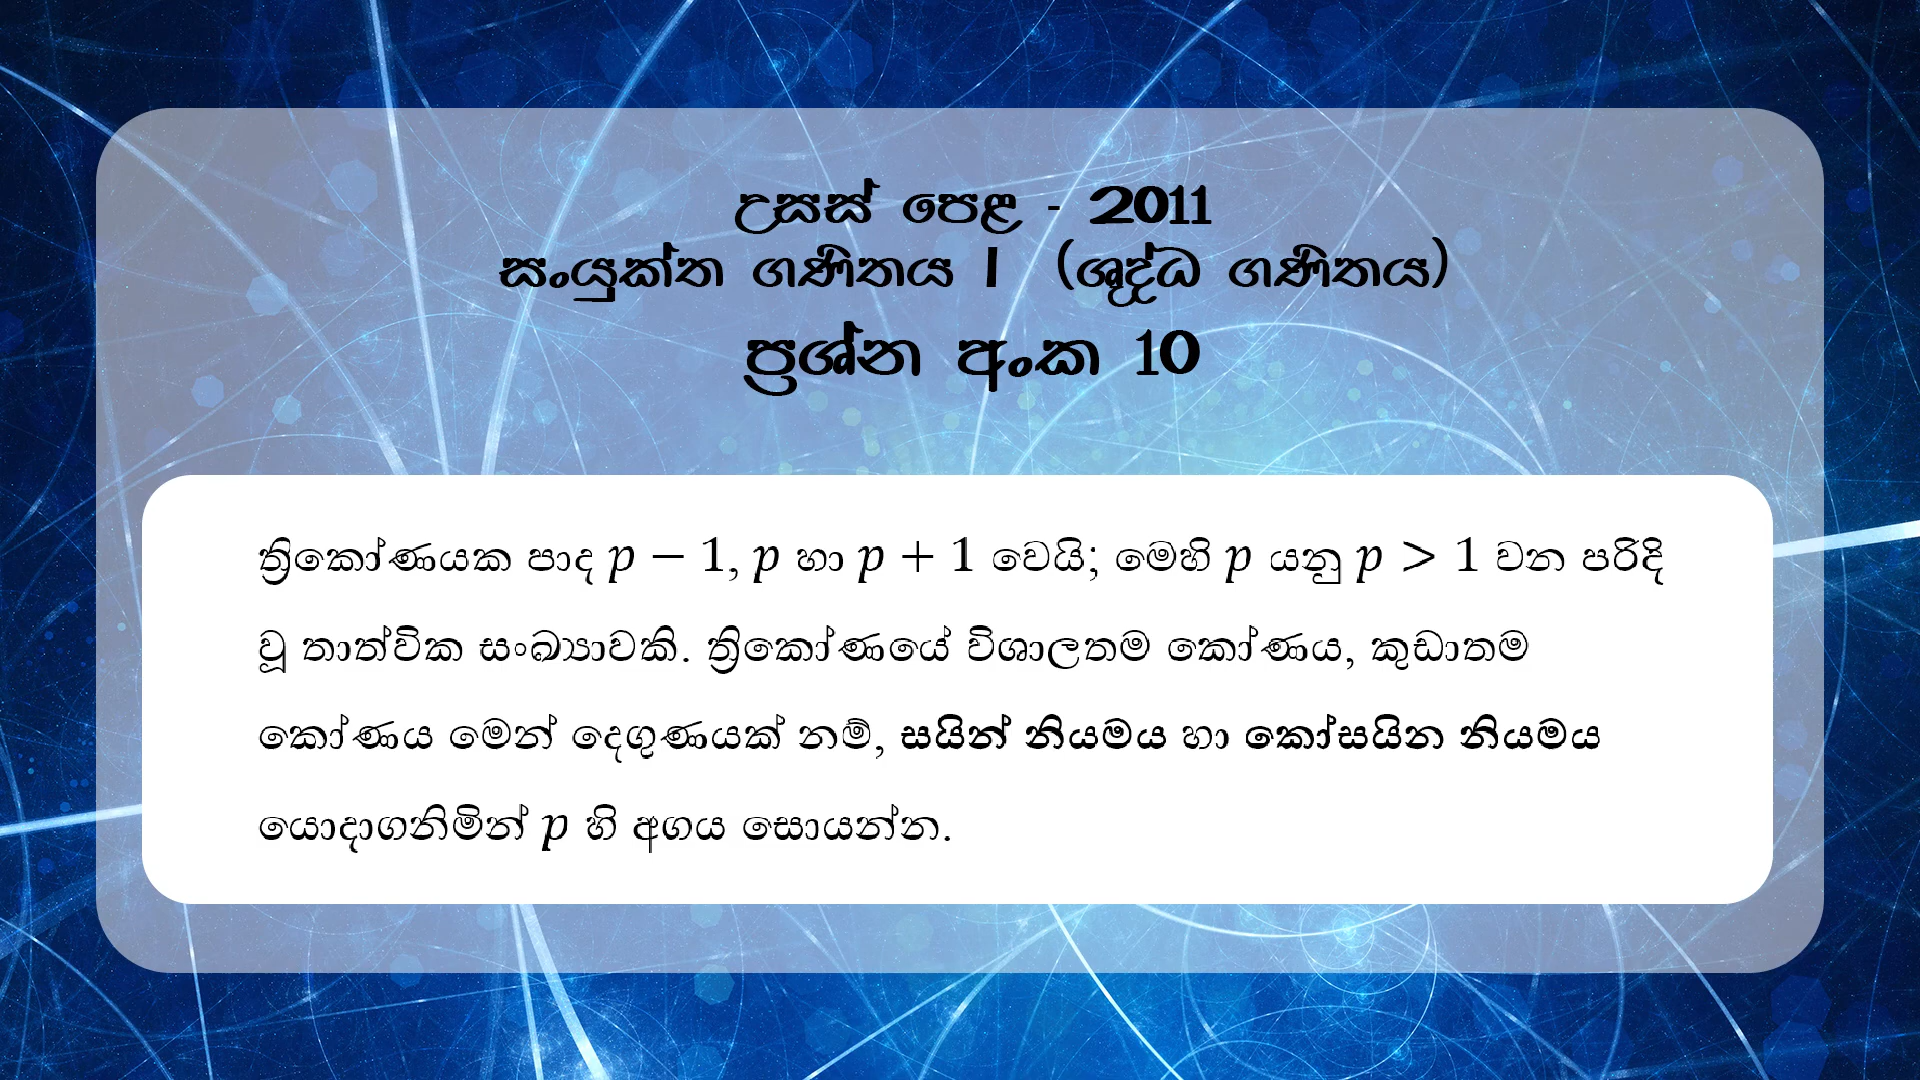 උසස් පෙළ - 2011
සංයුක්ත ගණිතය I (ශුද්ධ ගණිතය)
ප්‍රශ්න අංක 10
ත්‍රිකෝණයක පාද p − 1, p හා p + 1 වෙයි; මෙහි p යනු p > 1 වන පරිදි
වූ තාත්වික සංඛ්‍යාවකි. ත්‍රිකෝණයේ විශාලතම කෝණය, කුඩාතම
කෝණය මෙන් දෙගුණයක් නම්, සයින් නියමය හා කෝසයින නියමය
යොදාගනිමින් p හි අගය සොයන්න.